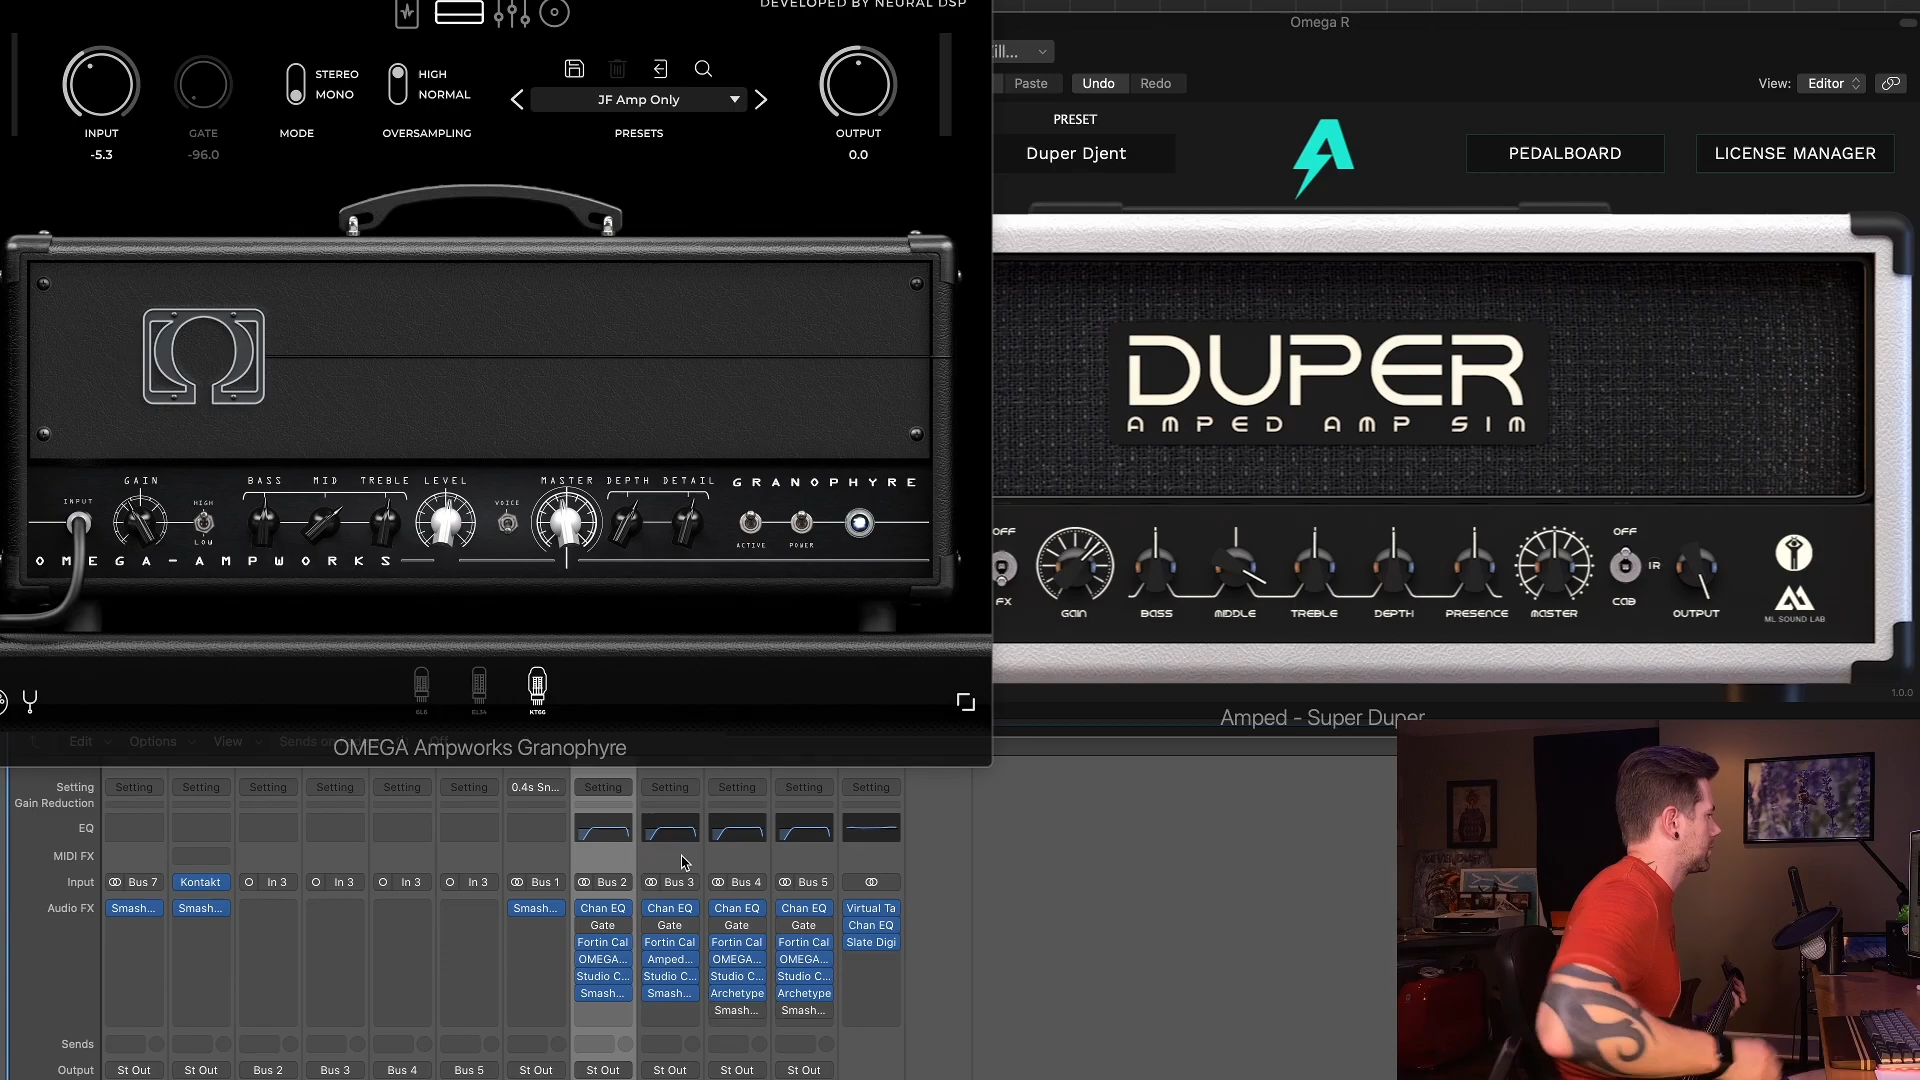 DEVELOPED BY NEURAL DSP
STEREO
MONO
HIGH
NORMAL
JF Amp Only
INPUT
GATE
MODE
OVERSAMPLING
PRESETS
OUTPUT
-5.3
-96.0
0.0
GAIN
BASS
MID
TREBLE
LEVEL
MASTER
DEPTH
DETAIL
GRANOPHYRE
INPUT
HIGH
LOW
VOICE
ACTIVE
POWER
OMEGA-AMPWORKS
6L6
EL34
KT66
OMEGA Ampworks Granophyre
Omega R
Paste
Undo
Redo
View:
Editor
PRESET
Duper Djent
PEDALBOARD
LICENSE MANAGER
DUPER
AMPED AMP SIM
OFF
FX
GAIN
BASS
MIDDLE
TREBLE
DEPTH
PRESENCE
MASTER
OFF
IR
CAB
OUTPUT
ML SOUND LAB
1.0.0
Amped - Super Duper
Edit
Options
View
Setting
Setting
Setting
Setting
Setting
Setting
Setting
0.4s Sn...
Setting
Setting
Setting
Setting
Setting
Gain Reduction
EQ
MIDI FX
Input
Bus 7
Kontakt
In 3
In 3
In 3
In 3
Bus 1
Bus 2
Bus 3
Bus 4
Bus 5
Audio FX
Smash...
Smash...
Smash...
Chan EQ
Chan EQ
Chan EQ
Chan EQ
Virtual Ta
Gate
Gate
Gate
Gate
Chan EQ
Fortin Cal
Fortin Cal
Fortin Cal
Fortin Cal
Slate Digi
OMEGA...
Amped...
OMEGA...
OMEGA...
Studio C...
Studio C...
Studio C...
Studio C...
Smash...
Smash...
Archetype
Archetype
Smash...
Smash...
Sends
Output
St Out
St Out
Bus 2
Bus 3
Bus 4
Bus 5
St Out
St Out
St Out
St Out
St Out